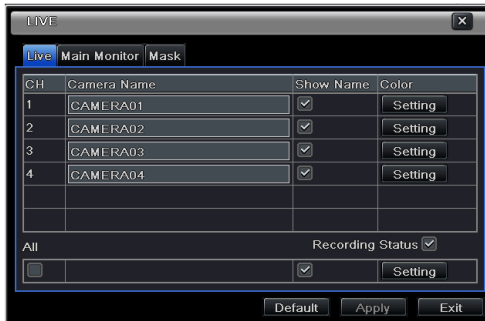 LIVE
Live Main Monitor Mask
CH Camera Name Show Name Color
1 CAMERA01 Setting
2 CAMERA02 Setting
3 CAMERA03 Setting
4 CAMERA04 Setting
All Recording Status
Setting
Default Apply Exit